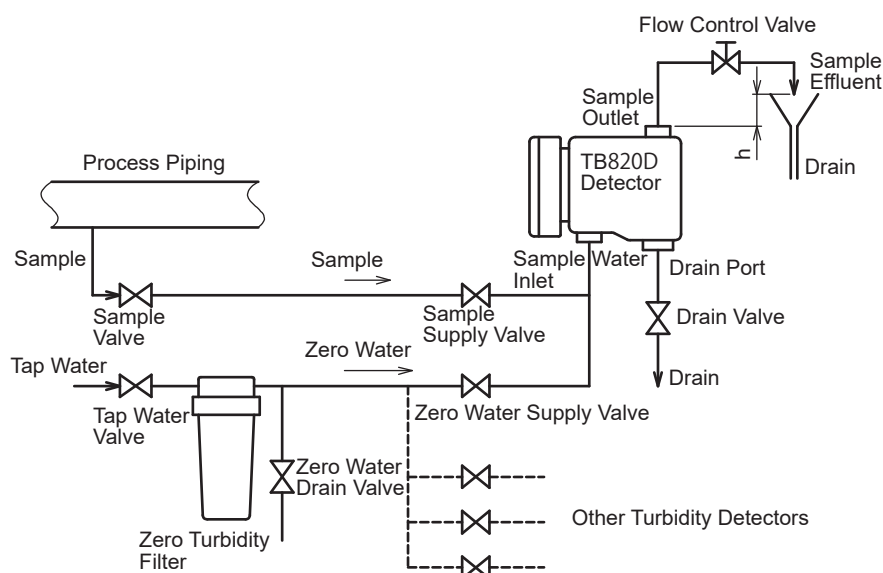 Flow Control Valve
Sample
Effluent
Sample
Outlet
Process Piping
TB820D
Detector
h
Drain
Sample
Sample
Sample Water
Inlet
Drain Port
Sample
Valve
Sample
Supply Valve
Drain Valve
Tap Water
Zero Water
Drain
Tap Water
Valve
Zero Water Supply Valve
Zero Water
Drain Valve
Other Turbidity Detectors
Zero Turbidity
Filter